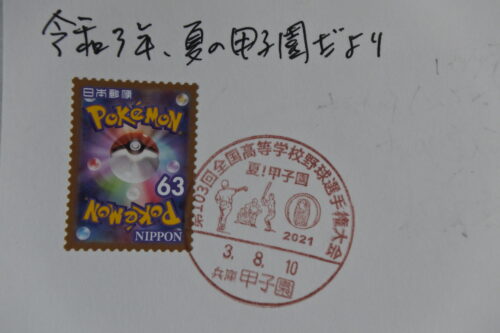 令和3年、夏の甲子園だより
日本郵便
POKéMON
63
POKéMON
NIPPON
第103回全国高等学校野球選手権大会
夏!甲子園
2021
3.8.10
兵庫 甲子園